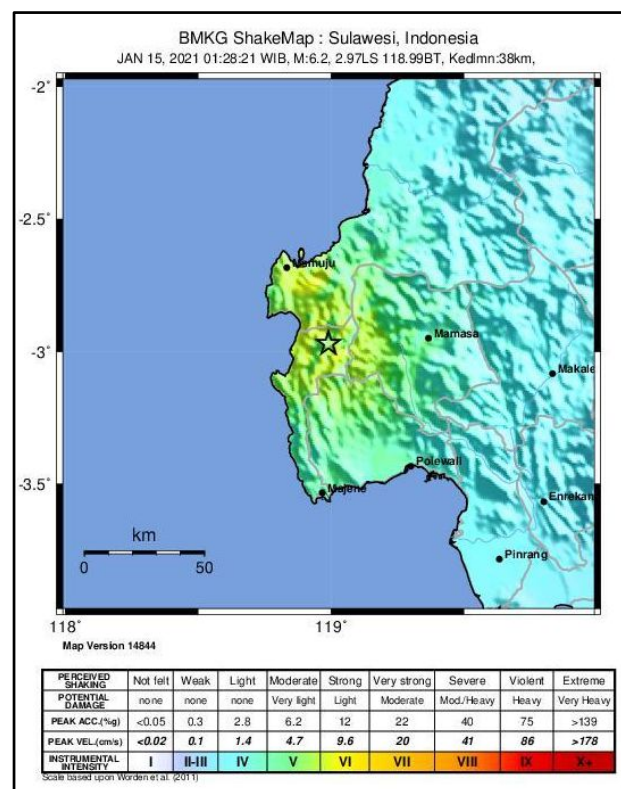 BMKG ShakeMap : Sulawesi, Indonesia
JAN 15, 2021 01:28:21 WIB, M:6.2, 2.97LS 118.99BT, Kedlmn:38km,
-2°
-2.5°
Mamuju
-3°
Mamasa
Makale
Polewali
-3.5°
Majene
Enrekan
km
0 50
Pinrang
118° 119°
Map Version 14844
PERCEIVED SHAKING Not felt Weak Light Moderate Strong Very strong Severe Violent Extreme
POTENTIAL DAMAGE none none none Very light Light Moderate Mod./Heavy Heavy Very Heavy
PEAK ACC.(%g) <0.05 0.3 2.8 6.2 12 22 40 75 >139
PEAK VEL.(cm/s) <0.02 0.1 1.4 4.7 9.6 20 41 86 >178
INSTRUMENTAL INTENSITY I II-III IV V VI VII VIII IX X+
Scale based upon Worden et al. (2011)